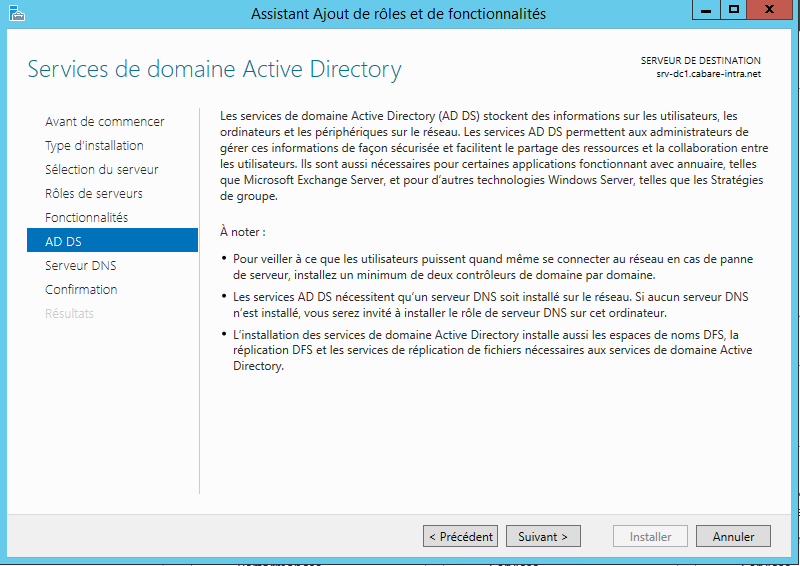 Assistant Ajout de rôles et de fonctionnalités
Services de domaine Active Directory
SERVEUR DE DESTINATION
srv-dc1.cabare-intra.net
Avant de commencer
Type d'installation
Sélection du serveur
Rôles de serveurs
Fonctionnalités
AD DS
Serveur DNS
Confirmation
Résultats
Les services de domaine Active Directory (AD DS) stockent des informations sur les utilisateurs, les
ordinateurs et les périphériques sur le réseau. Les services AD DS permettent aux administrateurs de
gérer ces informations de façon sécurisée et facilitent le partage des ressources et la collaboration entre
les utilisateurs. Ils sont aussi nécessaires pour certaines applications fonctionnant avec annuaire, telles
que Microsoft Exchange Server, et pour d'autres technologies Windows Server, telles que les Stratégies
de groupe.
À noter :
• Pour veiller à ce que les utilisateurs puissent quand même se connecter au réseau en cas de panne
de serveur, installez un minimum de deux contrôleurs de domaine par domaine.
• Les services AD DS nécessitent qu'un serveur DNS soit installé sur le réseau. Si aucun serveur DNS
n'est installé, vous serez invité à installer le rôle de serveur DNS sur cet ordinateur.
• L'installation des services de domaine Active Directory installe aussi les espaces de noms DFS, la
réplication DFS et les services de réplication de fichiers nécessaires aux services de domaine Active
Directory.
< Précédent
Suivant >
Installer
Annuler